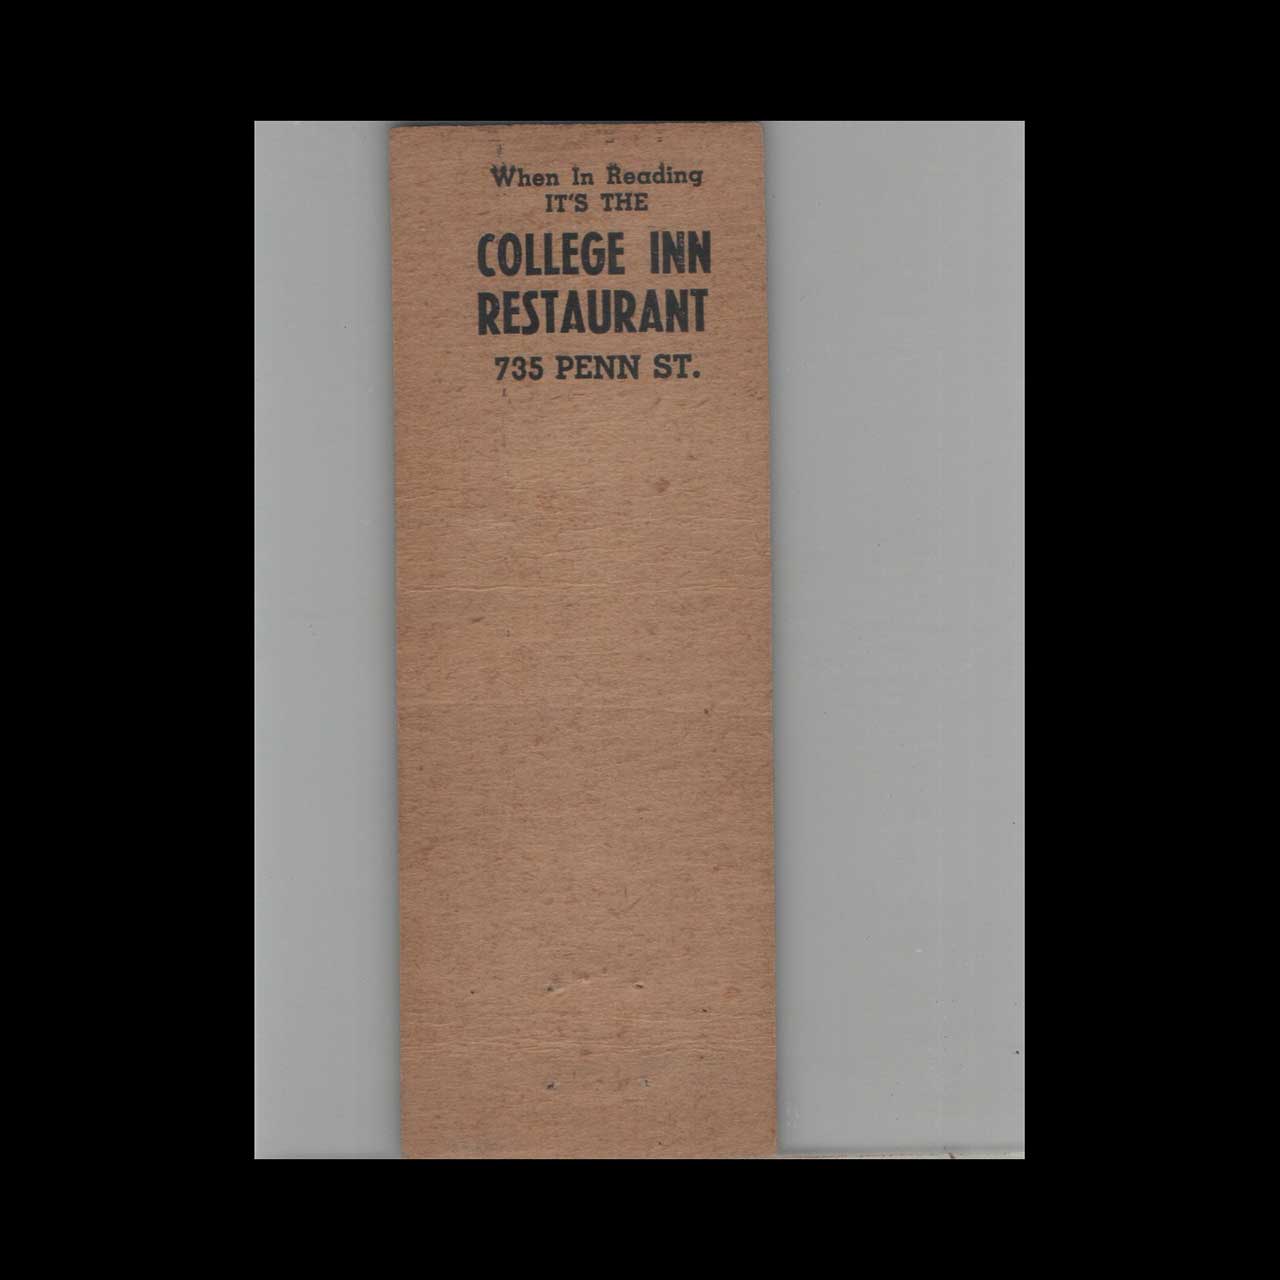 When In Reading
IT'S THE
COLLEGE INN
RESTAURANT
735 PENN ST.